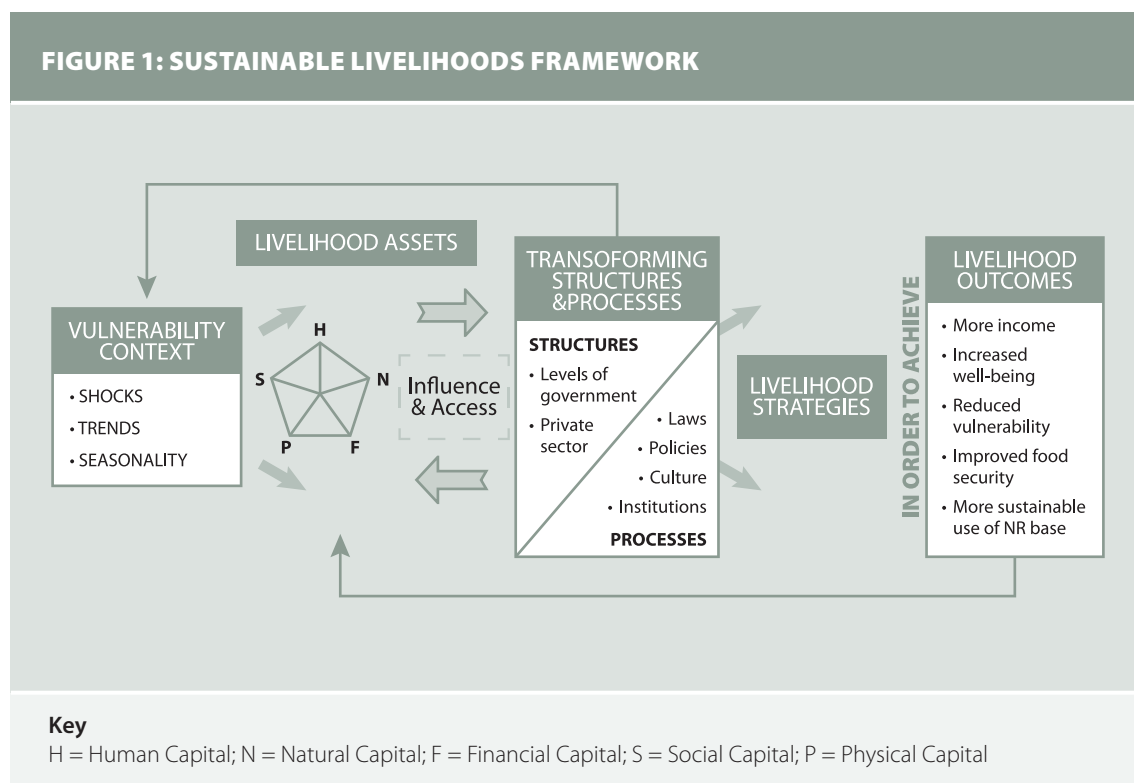 FIGURE 1: SUSTAINABLE LIVELIHOODS FRAMEWORK
LIVELIHOOD ASSETS
VULNERABILITY
CONTEXT
• SHOCKS
• TRENDS
• SEASONALITY
H
S
N
P
F
Influence
& Access
TRANSOFORMING
STRUCTURES
&PROCESSES
STRUCTURES
• Levels of
government
• Private
sector
• Laws
• Policies
• Culture
• Institutions
PROCESSES
LIVELIHOOD
STRATEGIES
IN ORDER TO ACHIEVE
LIVELIHOOD
OUTCOMES
• More income
• Increased
well-being
• Reduced
vulnerability
• Improved food
security
• More sustainable
use of NR base
Key
H = Human Capital; N = Natural Capital; F = Financial Capital; S = Social Capital; P = Physical Capital